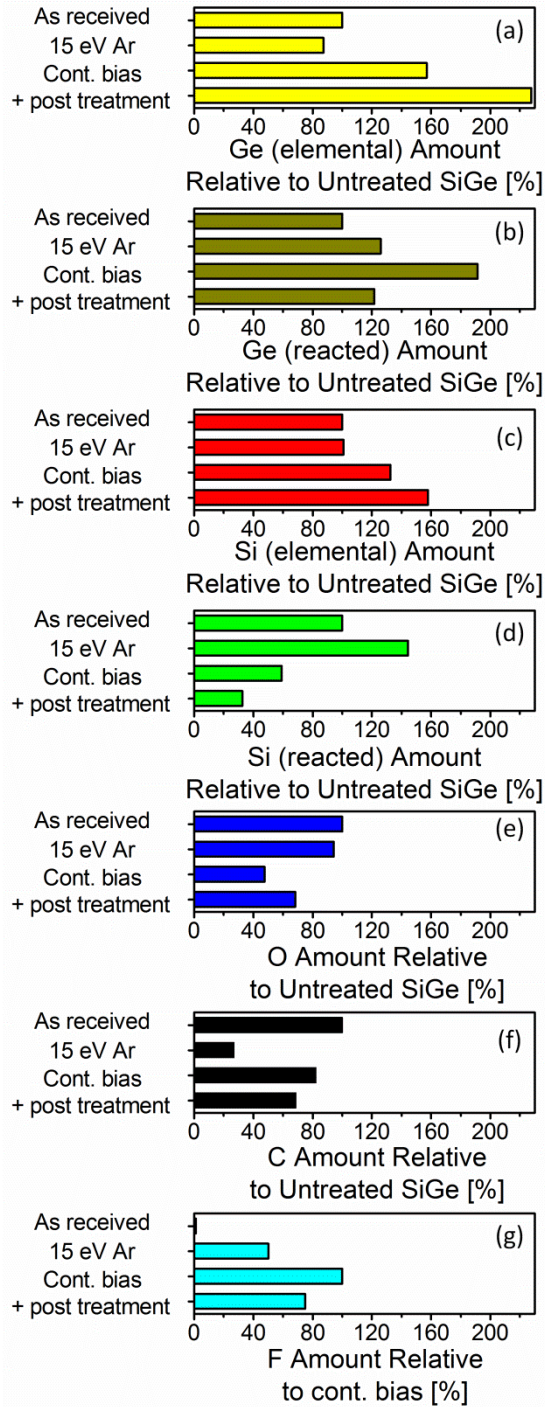 As received
(a)
15 eV Ar
Cont. bias
+ post treatment
0 40 80 120 160 200
Ge (elemental) Amount
Relative to Untreated SiGe [%]
As received
(b)
15 eV Ar
Cont. bias
+ post treatment
0 40 80 120 160 200
Ge (reacted) Amount
Relative to Untreated SiGe [%]
As received
(c)
15 eV Ar
Cont. bias
+ post treatment
0 40 80 120 160 200
Si (elemental) Amount
Relative to Untreated SiGe [%]
As received
(d)
15 eV Ar
Cont. bias
+ post treatment
0 40 80 120 160 200
Si (reacted) Amount
Relative to Untreated SiGe [%]
As received
(e)
15 eV Ar
Cont. bias
+ post treatment
0 40 80 120 160 200
O Amount Relative
to Untreated SiGe [%]
As received
(f)
15 eV Ar
Cont. bias
+ post treatment
0 40 80 120 160 200
C Amount Relative
to Untreated SiGe [%]
As received
(g)
15 eV Ar
Cont. bias
+ post treatment
0 40 80 120 160 200
F Amount Relative
to cont. bias [%]